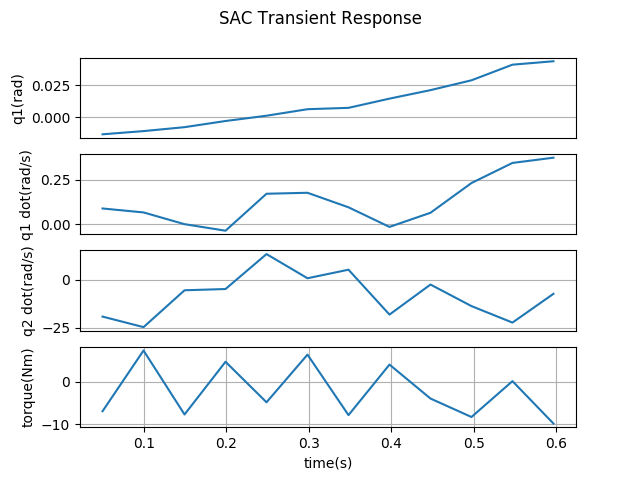 SAC Transient Response
q1(rad)
0.025
0.000
q1 dot(rad/s)
0.25
0.00
q2 dot(rad/s)
0
−25
torque(Nm)
0
−10
0.1 0.2 0.3 0.4 0.5 0.6
time(s)